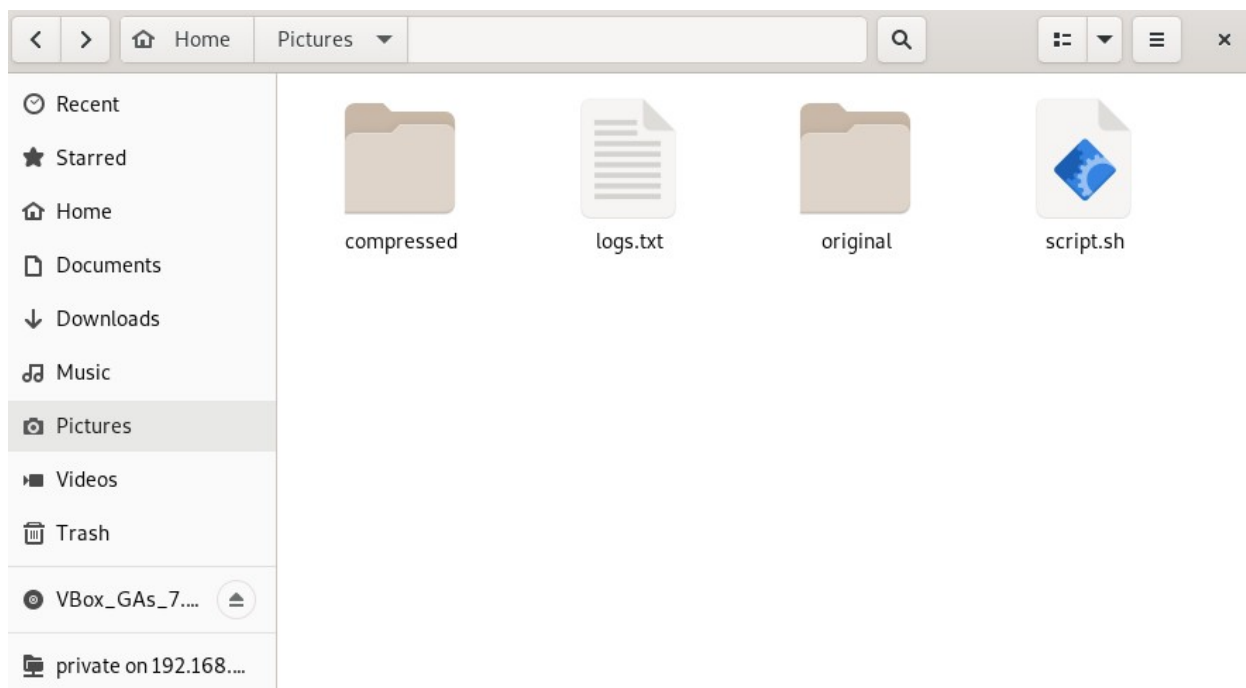 Home Pictures
Recent
Starred
Home
Documents
Downloads
Music
Pictures
Videos
Trash
VBox_GAs_7....
private on 192.168....
compressed
logs.txt
original
script.sh